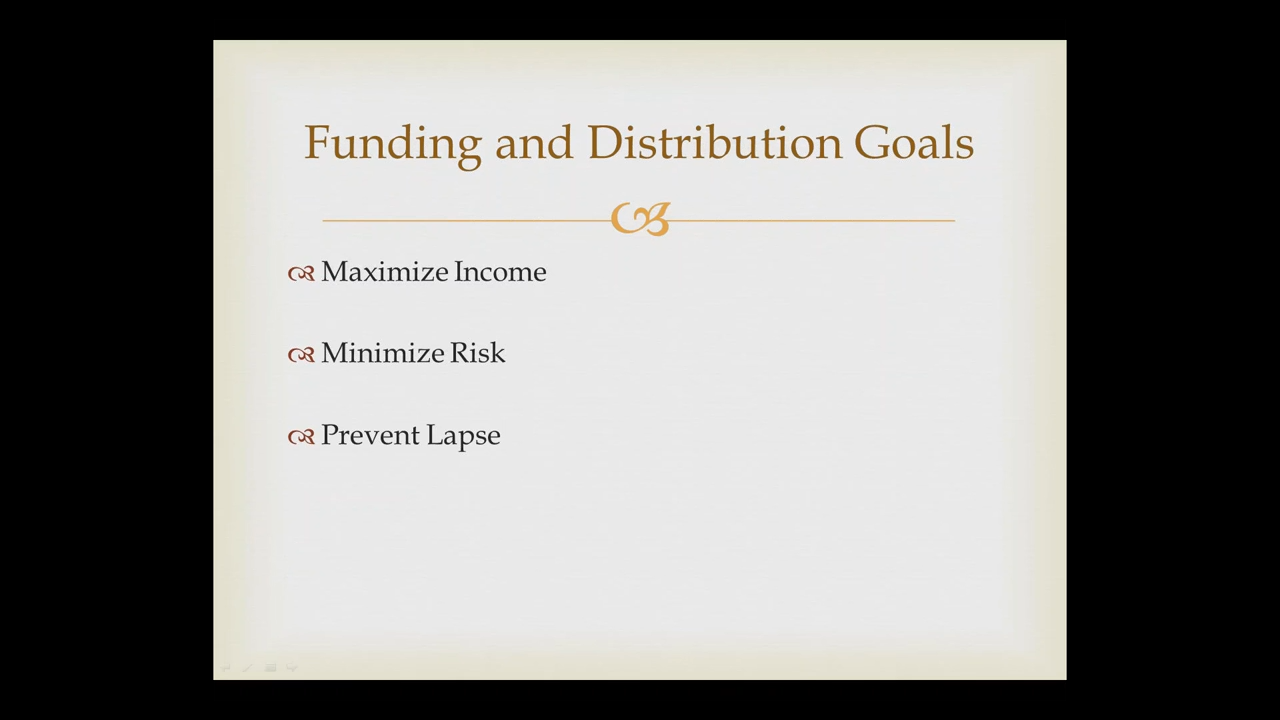 Funding and Distribution Goals
Maximize Income
Minimize Risk
Prevent Lapse